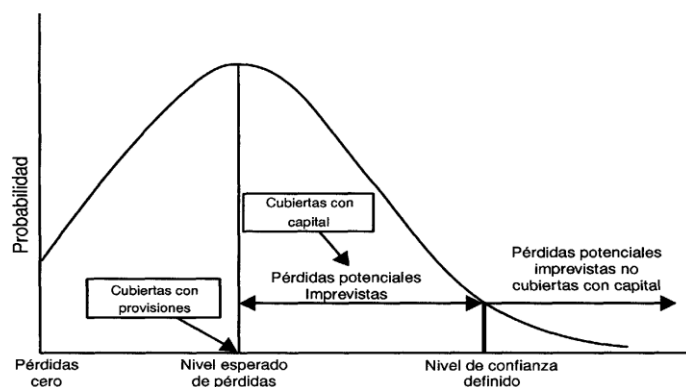 Probabilidad
Cubiertas con
capital
Cubiertas con
provisiones
Pérdidas potenciales
Imprevistas
Pérdidas potenciales
imprevistas no
cubiertas con capital
Pérdidas
cero
Nivel esperado
de pérdidas
Nivel de confianza
definido